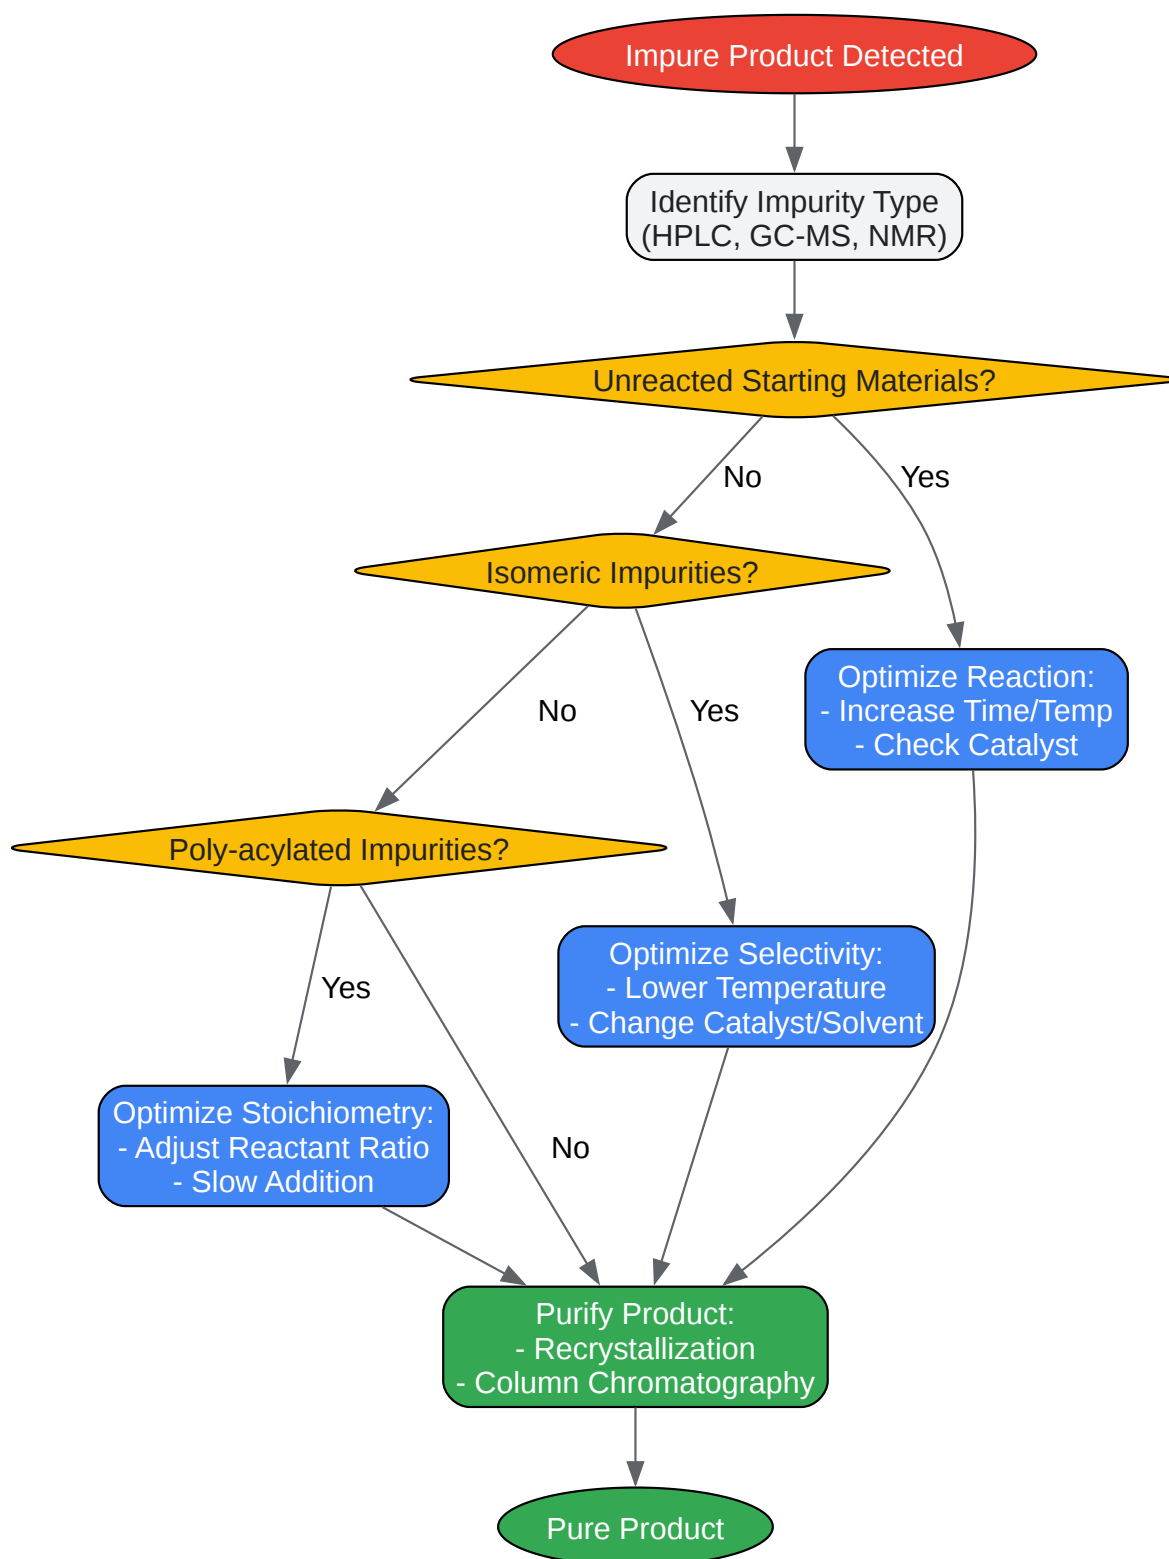 Impure Product Detected
Identify Impurity Type
(HPLC, GC-MS, NMR)
Unreacted Starting Materials?
No
Yes
Isomeric Impurities?
Optimize Reaction:
- Increase Time/Temp
- Check Catalyst
No
Yes
Poly-acylated Impurities?
Optimize Selectivity:
- Lower Temperature
- Change Catalyst/Solvent
Yes
Optimize Stoichiometry:
- Adjust Reactant Ratio
- Slow Addition
No
Purify Product:
- Recrystallization
- Column Chromatography
Pure Product